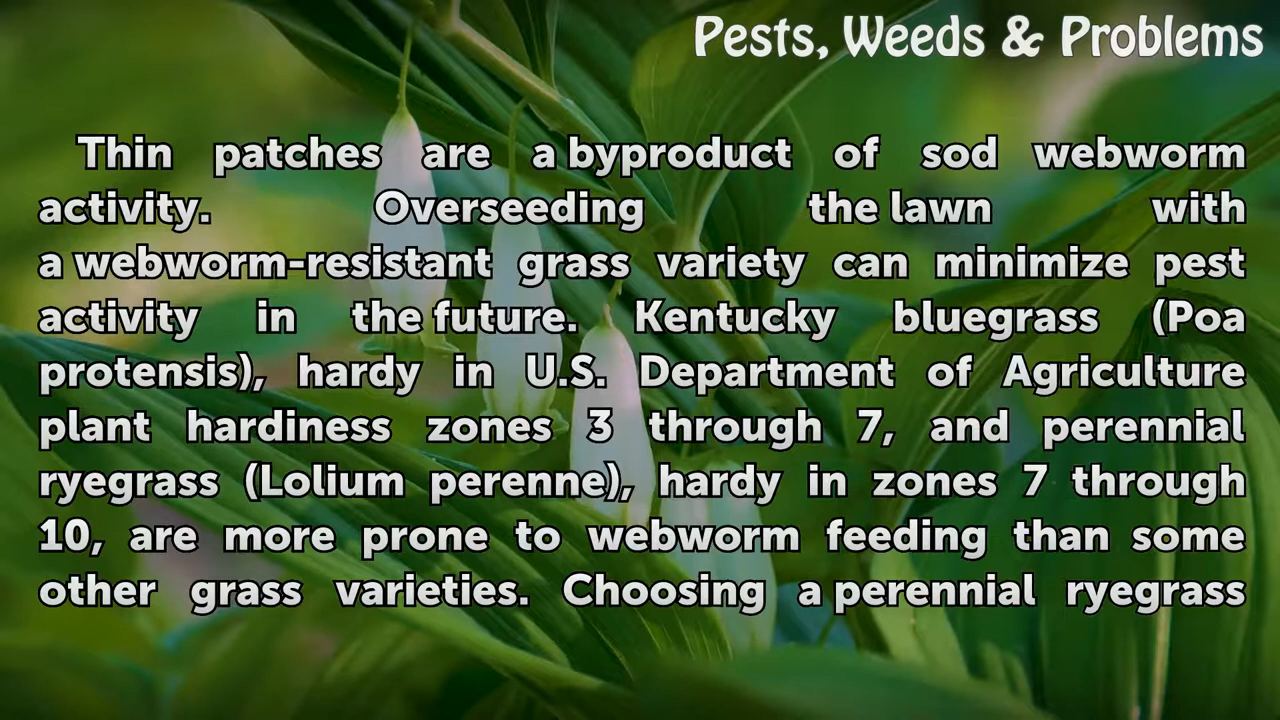 Pests, Weeds & Problems
Thin patches are a byproduct of sod webworm
activity. Overseeding the lawn with
a webworm-resistant grass variety can minimize pest
activity in the future. Kentucky bluegrass (Poa
protensis), hardy in U.S. Department of Agriculture
plant hardiness zones 3 through 7, and perennial
ryegrass (Lolium perenne), hardy in zones 7 through
10, are more prone to webworm feeding than some
other grass varieties. Choosing a perennial ryegrass